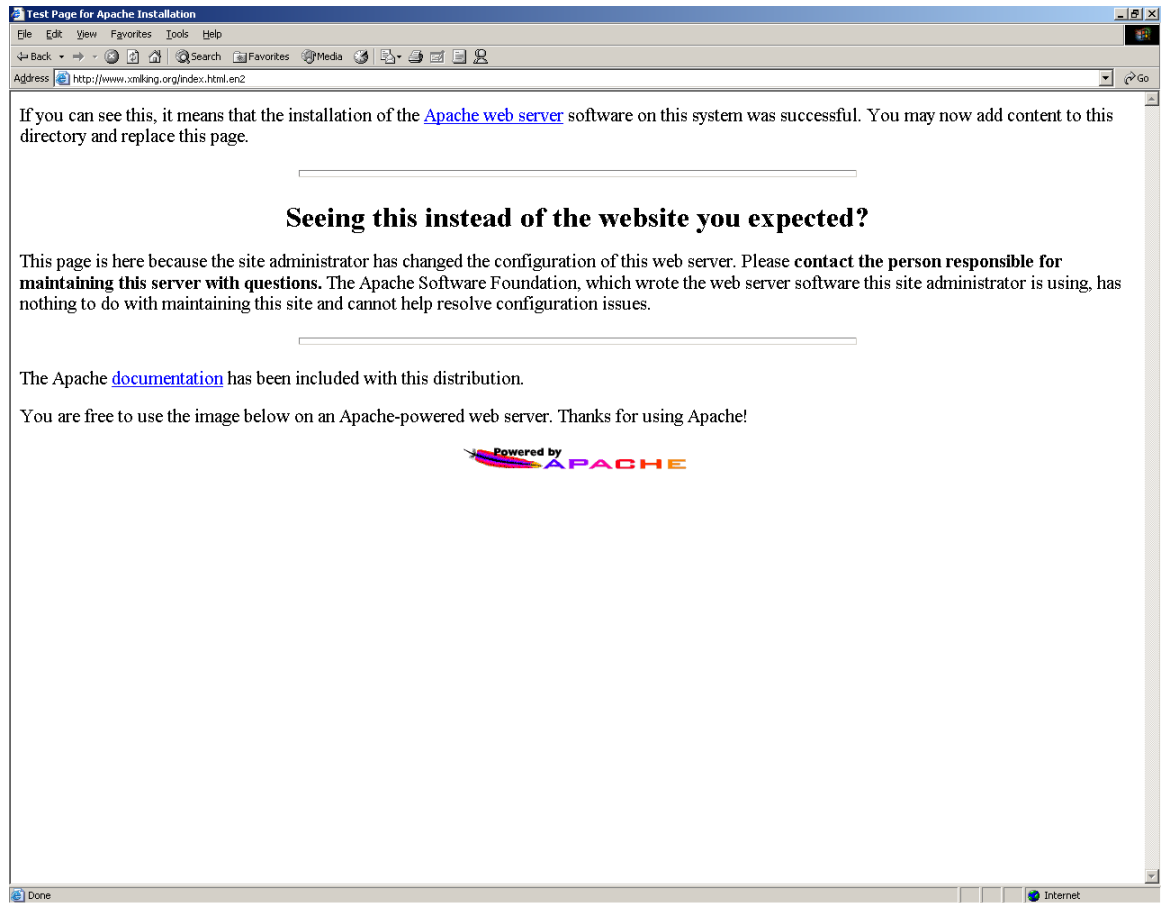 Test Page for Apache Installation
File Edit View Favorites Tools Help
Back Search Favorites Media
Address http://www.xmlking.org/index.html.en2 Go
If you can see this, it means that the installation of the Apache web server software on this system was successful. You may now add content to this
directory and replace this page.
Seeing this instead of the website you expected?
This page is here because the site administrator has changed the configuration of this web server. Please contact the person responsible for
maintaining this server with questions. The Apache Software Foundation, which wrote the web server software this site administrator is using, has
nothing to do with maintaining this site and cannot help resolve configuration issues.
The Apache documentation has been included with this distribution.
You are free to use the image below on an Apache-powered web server. Thanks for using Apache!
Powered by
APACHE
Done Internet